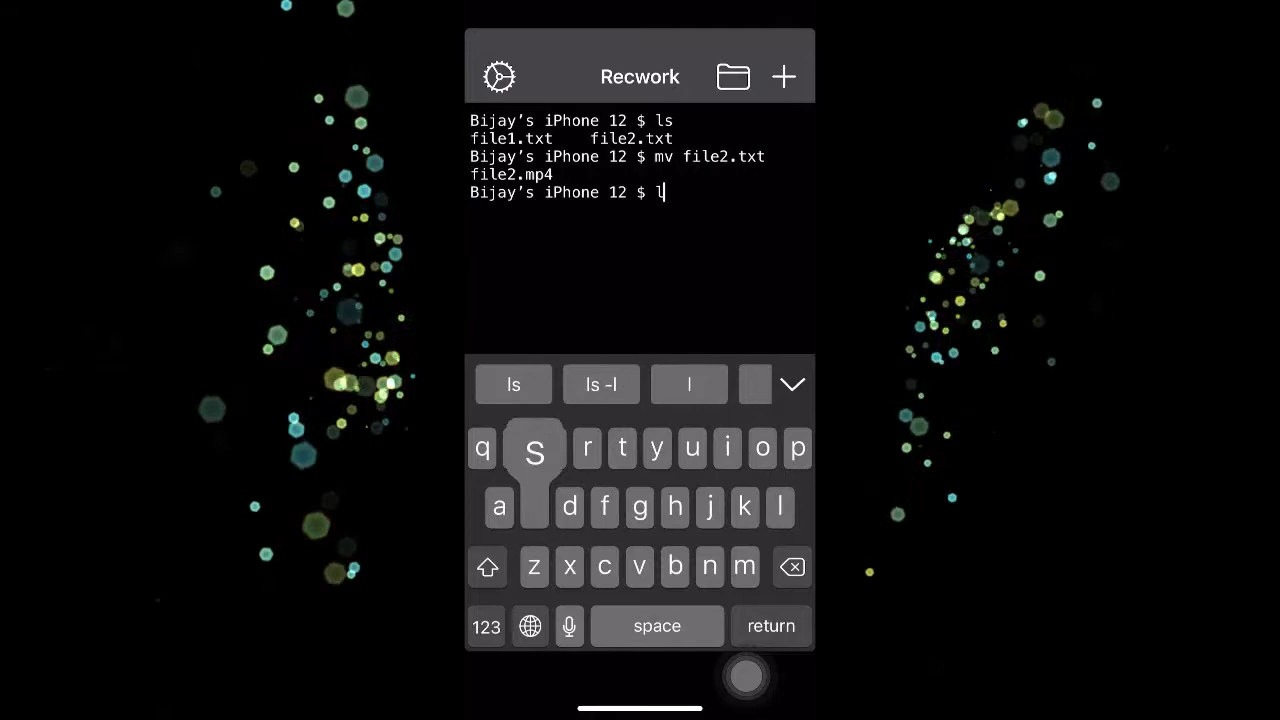 Recwork
Bijay’s iPhone 12 $ ls
file1.txt    file2.txt
Bijay’s iPhone 12 $ mv file2.txt
file2.mp4
Bijay’s iPhone 12 $ l
ls ls -l l
q S r t y u i o p
a d f g h j k l
z x c v b n m
123 space return